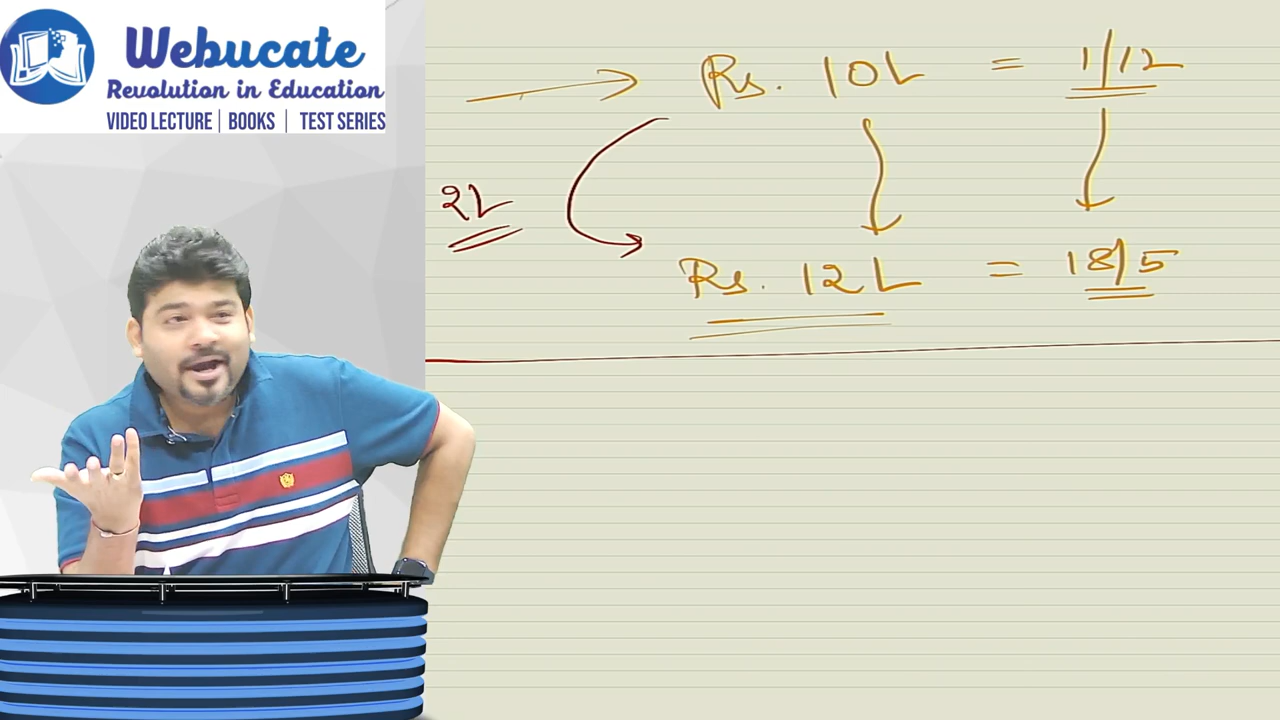 Webucate
Revolution in Education
VIDEO LECTURE | BOOKS | TEST SERIES
Rs. 10L = 1/12
2L
Rs. 12L = 18/5